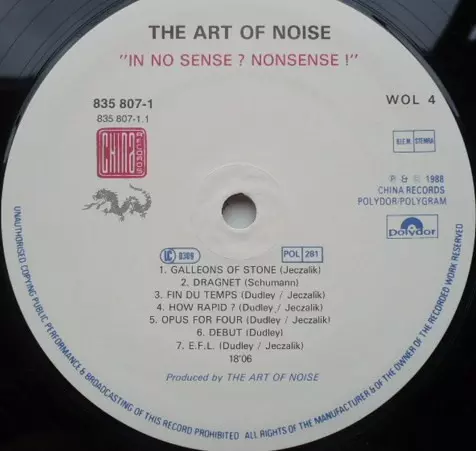 THE ART OF NOISE
"IN NO SENSE ? NONSENSE !"
835 807-1
835 807-1.1
WOL 4
CHINA
RECORDS
B.I.E.M. STEMRA
℗ & © 1988
CHINA RECORDS
POLYDOR/POLYGRAM
Polydor
LC 0309
POL 281
1. GALLEONS OF STONE (Jeczalik)
2. DRAGNET (Schumann)
3. FIN DU TEMPS (Dudley / Jeczalik)
4. HOW RAPID ? (Dudley / Jeczalik)
5. OPUS FOR FOUR (Dudley / Jeczalik)
6. DEBUT (Dudley)
7. E.F.L. (Dudley / Jeczalik)
18'06
Produced by THE ART OF NOISE
UNAUTHORISED COPYING PUBLIC PERFORMANCE & BROADCASTING OF THIS RECORD PROHIBITED ALL RIGHTS OF THE MANUFACTURER & OF THE OWNER OF THE RECORDED WORK RESERVED